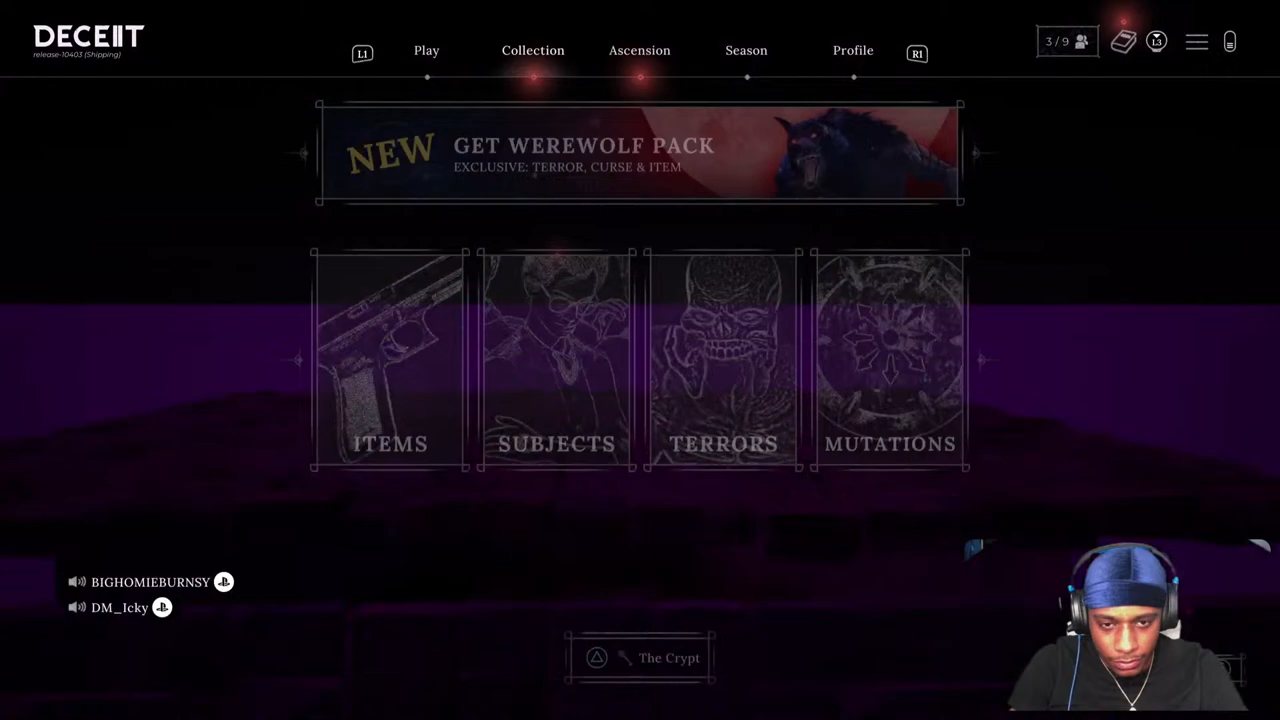 DECEIIT
release-10403 (Shipping)
L1
Play
Collection
Ascension
Season
Profile
R1
3 / 9
L3
NEW
GET WEREWOLF PACK
EXCLUSIVE: TERROR, CURSE & ITEM
ITEMS
SUBJECTS
TERRORS
MUTATIONS
BIGHOMIEBURNSY
DM_Icky
The Crypt